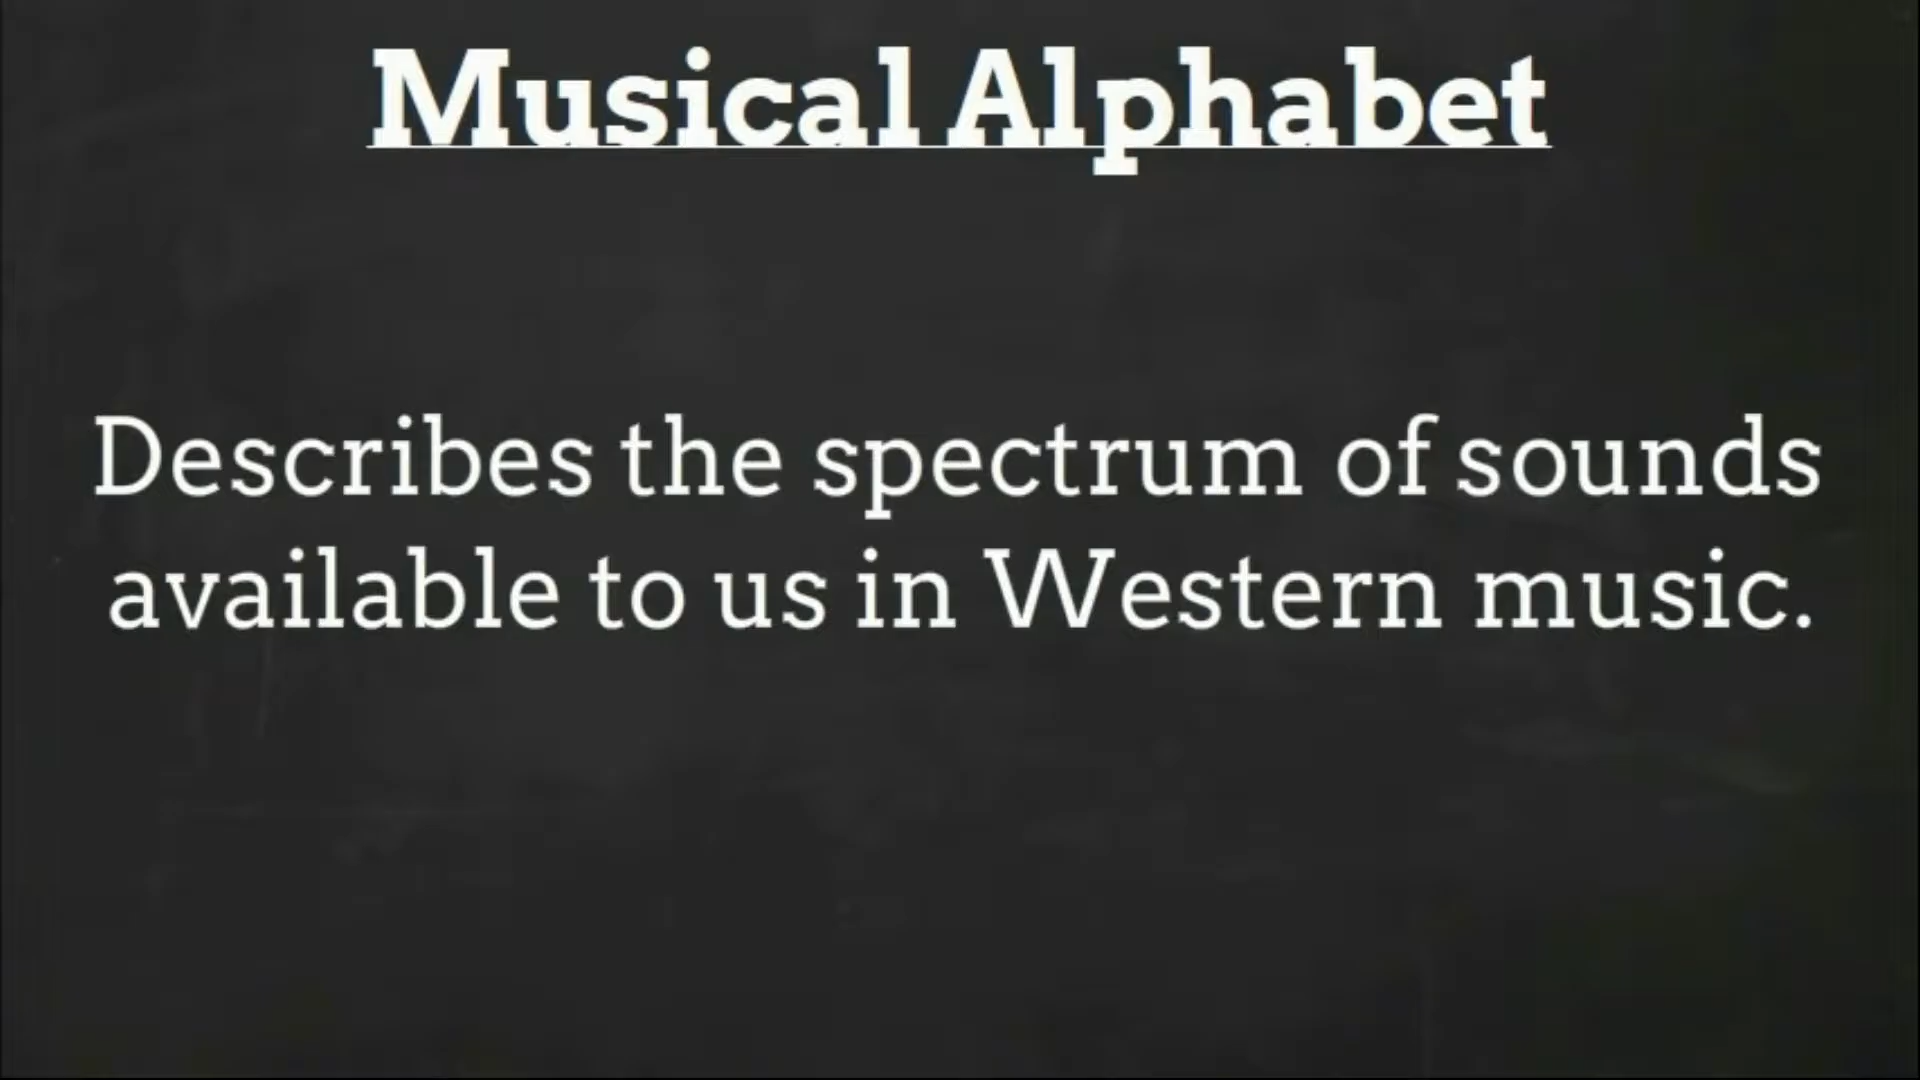 Musical Alphabet
Describes the spectrum of sounds
available to us in Western music.